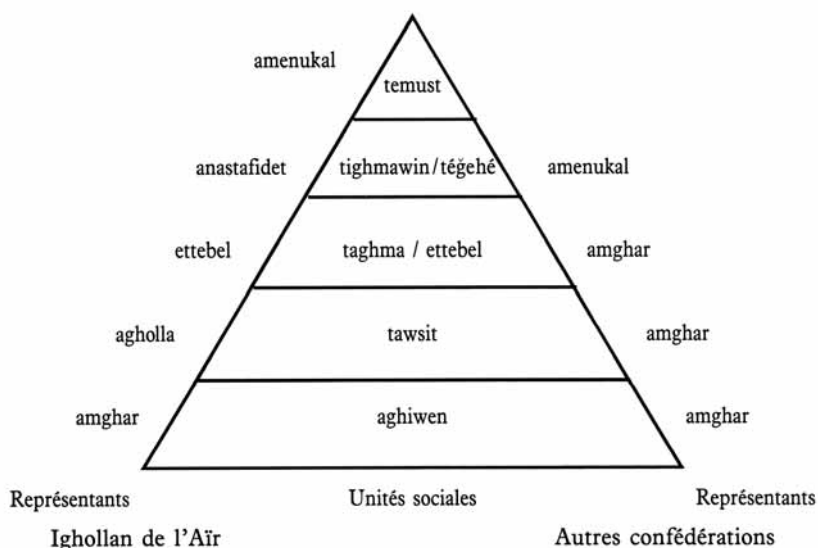 amenukal
temust
anastafidet tighmawin/téğehé amenukal
ettebel taghma / ettebel amghar
agholla tawsit amghar
amghar aghiwen amghar
Représentants Unités sociales Représentants
Ighollan de l'Aïr Autres confédérations